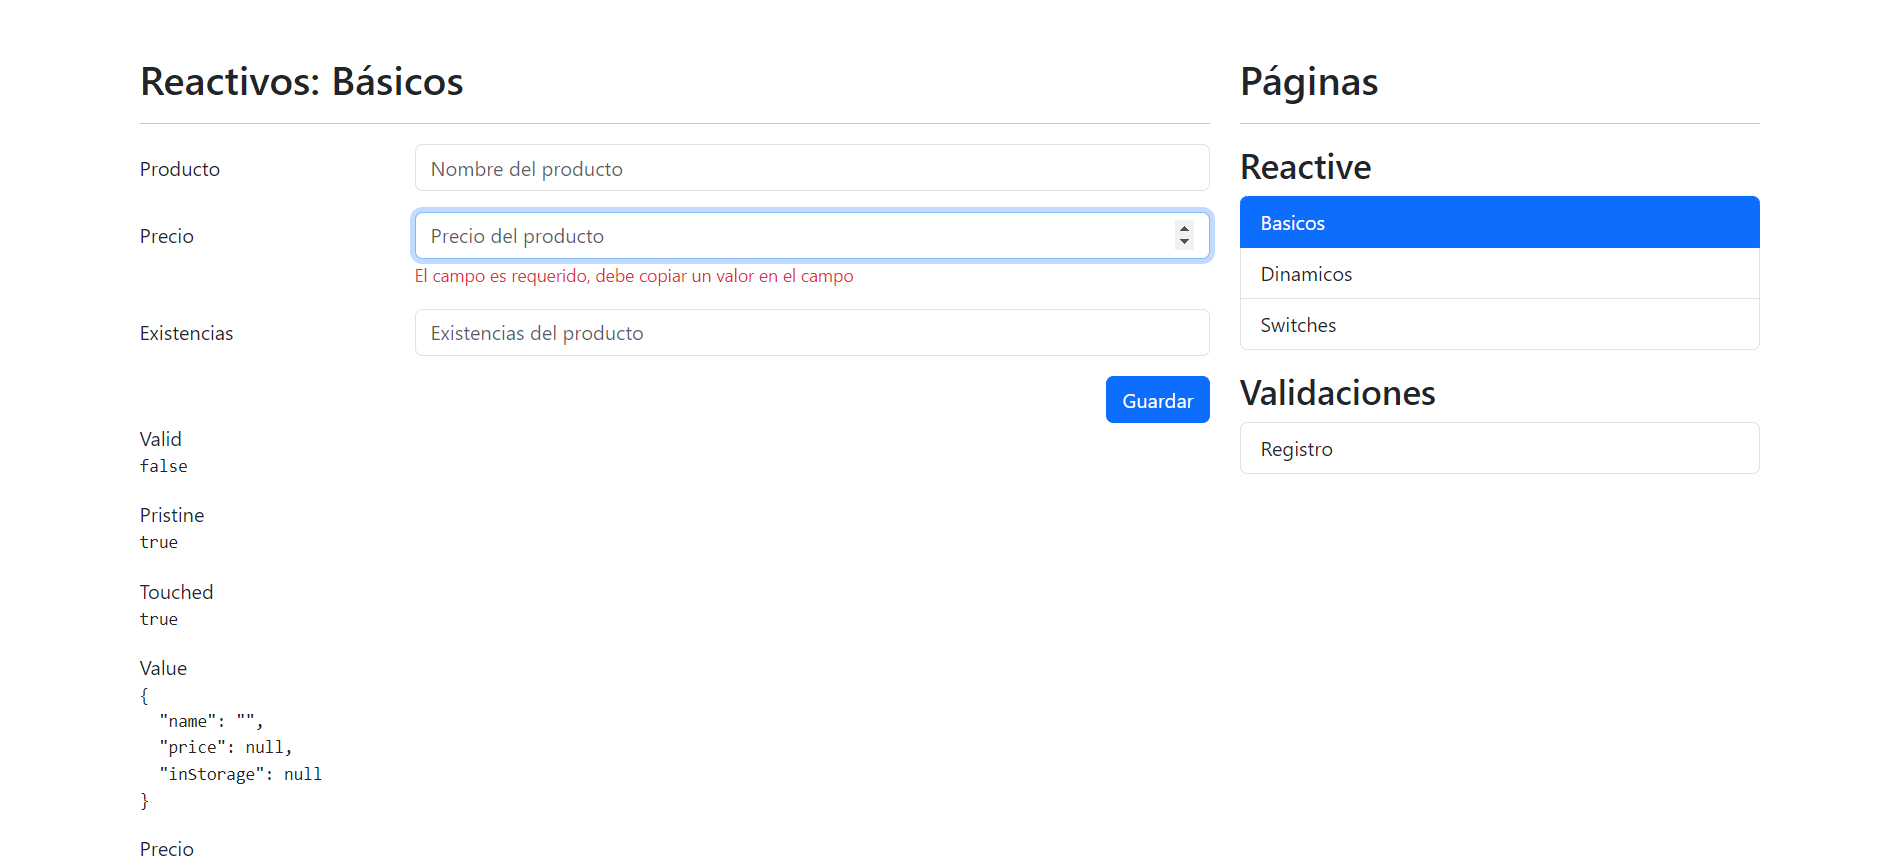 Reactivos: Básicos
Producto
Nombre del producto
Precio
Precio del producto
El campo es requerido, debe copiar un valor en el campo
Existencias
Existencias del producto
Guardar
Valid
false
Pristine
true
Touched
true
Value
{
"name": "",
"price": null,
"inStorage": null
}
Precio
Páginas
Reactive
Basicos
Dinamicos
Switches
Validaciones
Registro